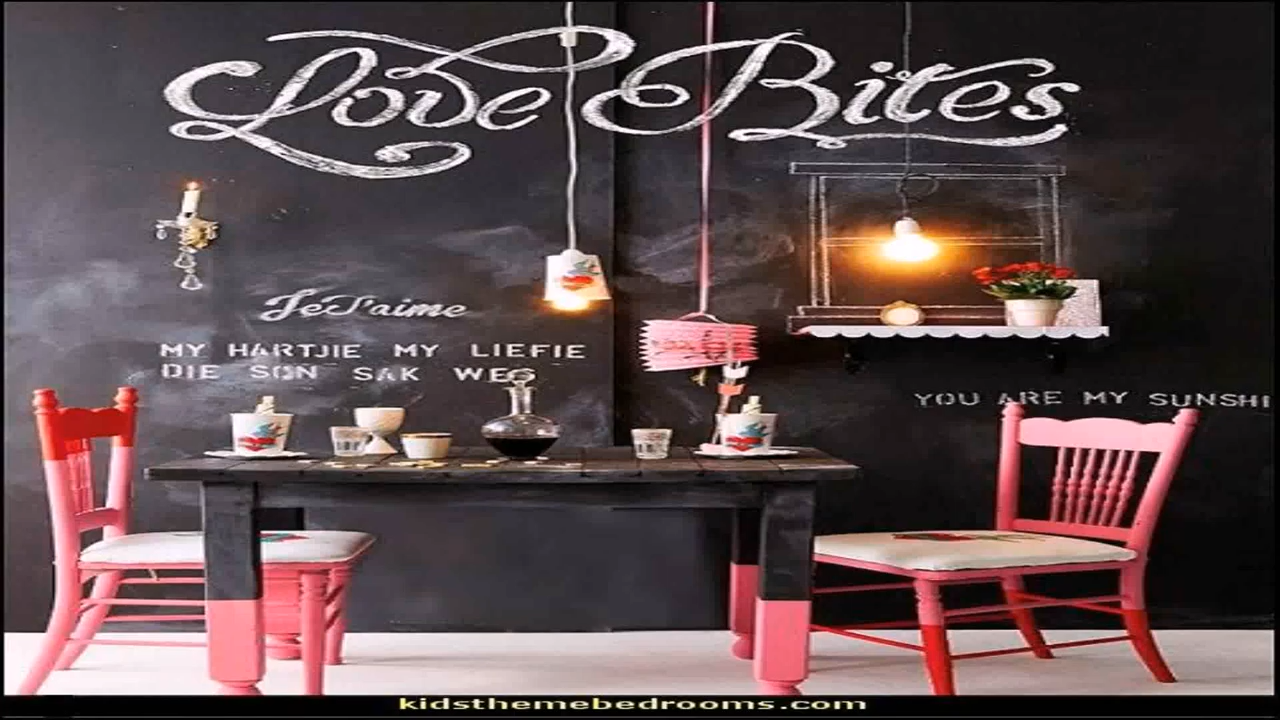 Love Bites
Je T'aime
MY HARTJIE MY LIEFIE
DIE SON SAK WEG
YOU ARE MY SUNSHI
kidsthemebedrooms.com